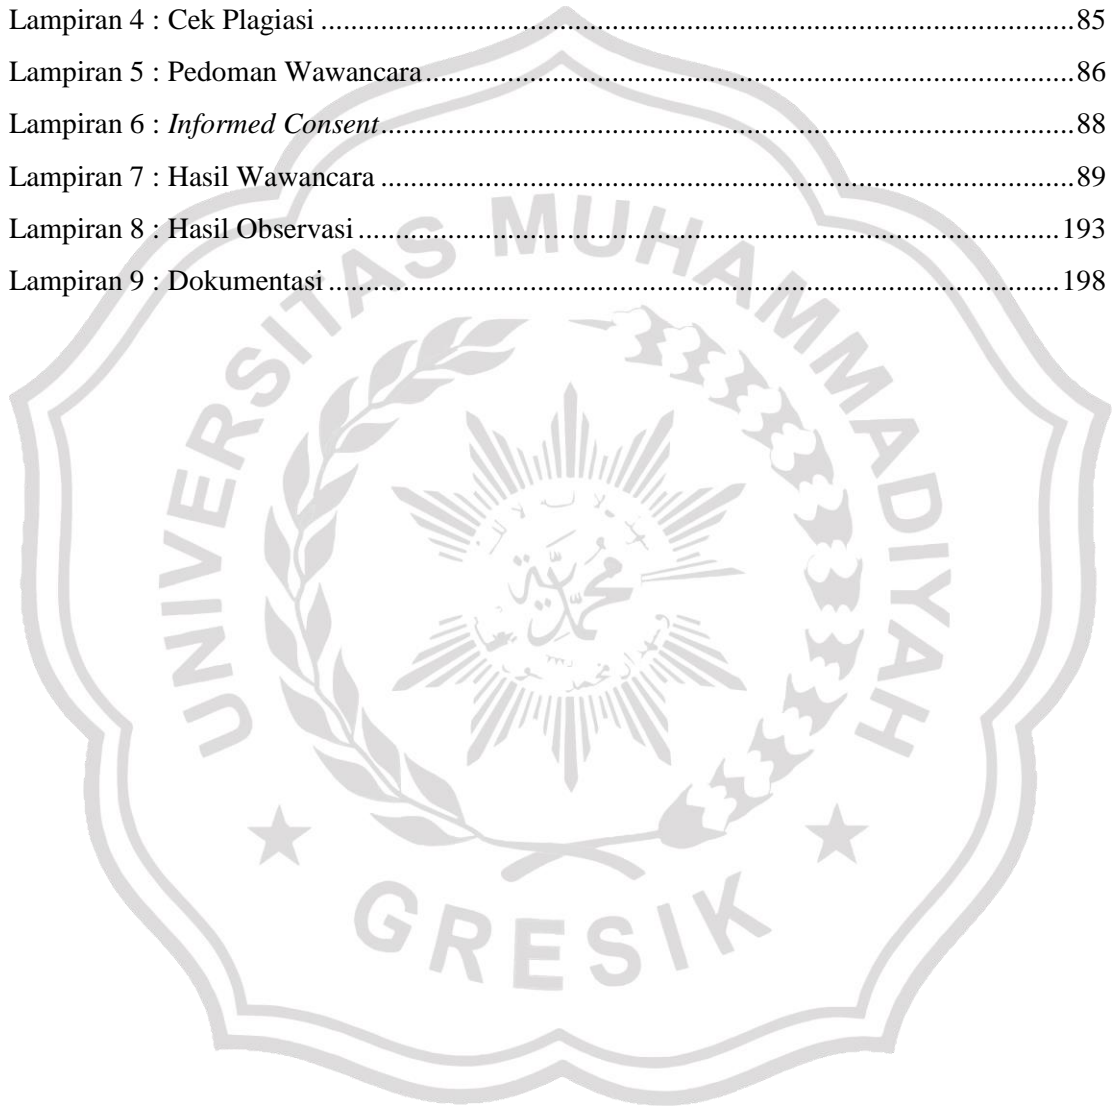 Lampiran 4 : Cek Plagiasi ........................................................................................................ 85
Lampiran 5 : Pedoman Wawancara ........................................................................................ 86
Lampiran 6 : Informed Consent .............................................................................................. 88
Lampiran 7 : Hasil Wawancara ............................................................................................... 89
Lampiran 8 : Hasil Observasi ................................................................................................ 193
Lampiran 9 : Dokumentasi .................................................................................................... 198
UNIVERSITAS MUHAMMADIYAH
GRESIK